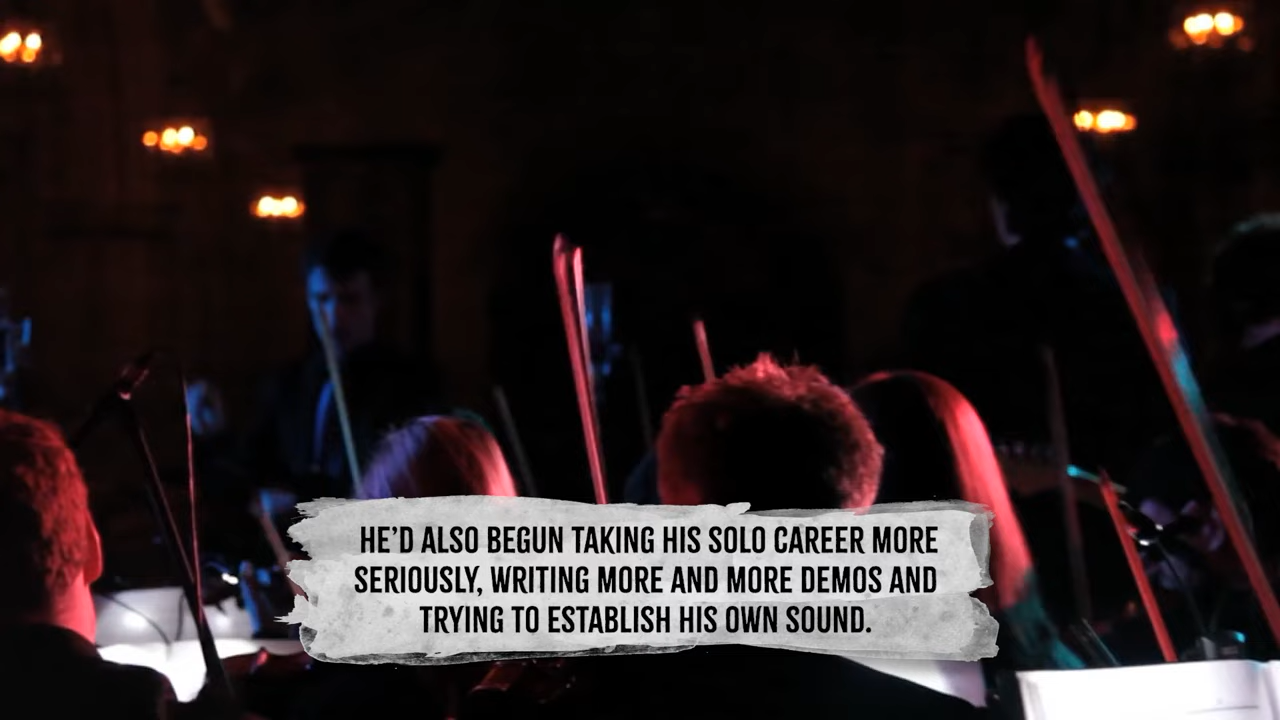 HE'D ALSO BEGUN TAKING HIS SOLO CAREER MORE
SERIOUSLY, WRITING MORE AND MORE DEMOS AND
TRYING TO ESTABLISH HIS OWN SOUND.